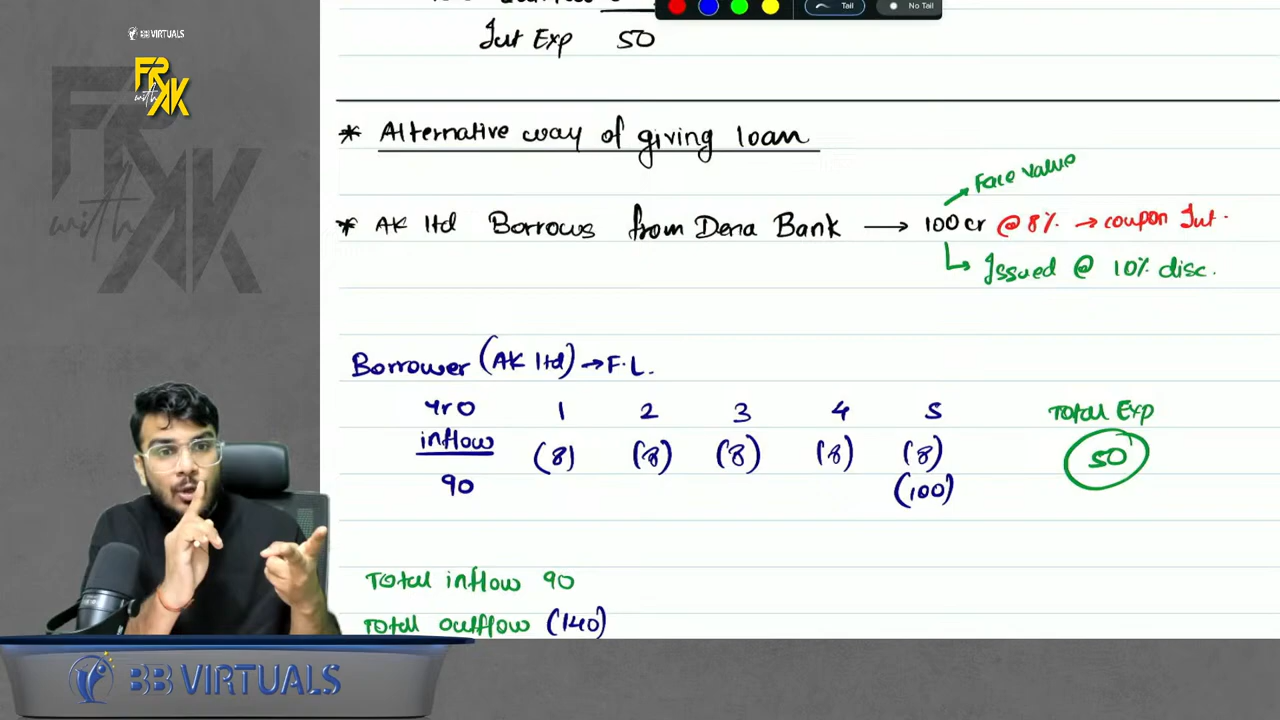 BB VIRTUALS
FR
with AK
Tail
No Tail
Int Exp 50
* Alternative way of giving loan
Face value
* AK ltd Borrows from Dena Bank → 100 cr @ 8% → coupon Int.
Issued @ 10% disc.
Borrower (AK ltd) → F.L.
Yr 0 1 2 3 4 5 Total Exp
inflow (8) (8) (8) (8) (8) 50
90 (100)
Total inflow 90
Total outflow (140)
BB VIRTUALS